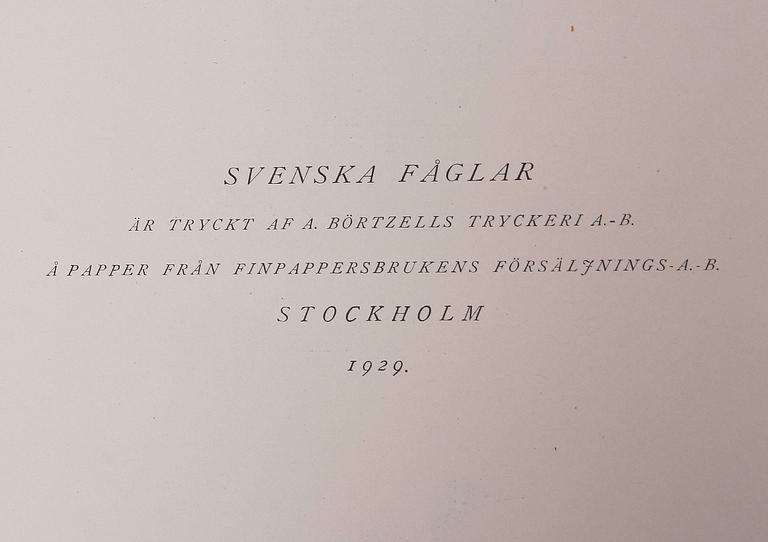 SVENSKA FÅGLAR
ÄR TRYCKT AF A. BÖRTZELLS TRYCKERI A.-B.
Å PAPPER FRÅN FINPAPPERSBRUKENS FÖRSÄLJNINGS-A.-B.
STOCKHOLM
1929.